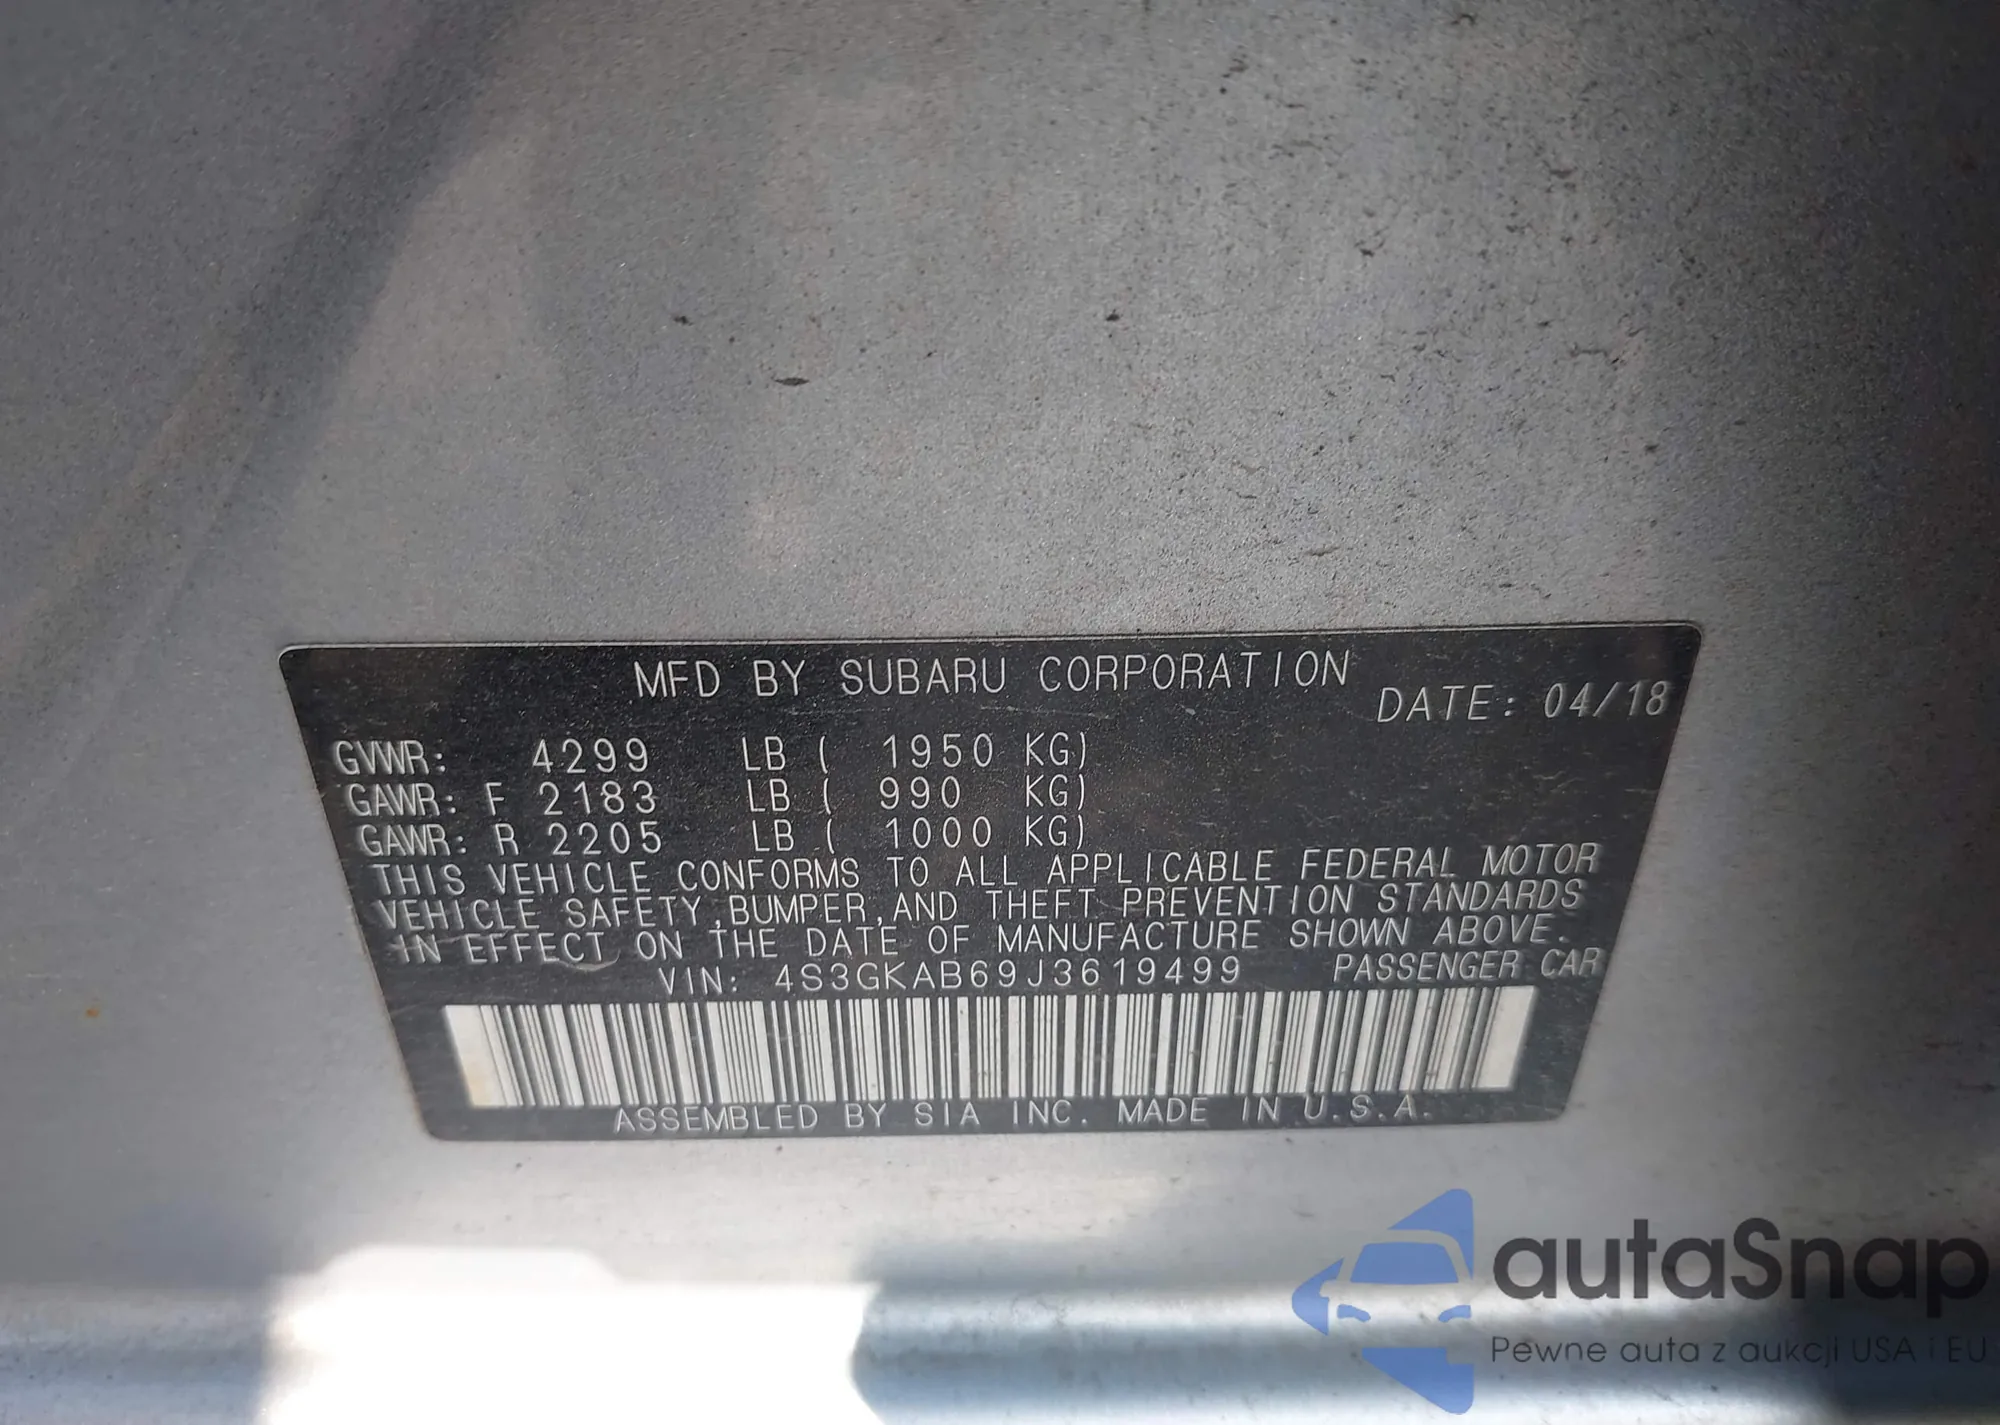 MFD BY SUBARU CORPORATION
DATE: 04/18
GVWR: 4299 LB ( 1950 KG)
GAWR: F 2183 LB ( 990 KG)
GAWR: R 2205 LB ( 1000 KG)
THIS VEHICLE CONFORMS TO ALL APPLICABLE FEDERAL MOTOR
VEHICLE SAFETY,BUMPER,AND THEFT PREVENTION STANDARDS
IN EFFECT ON THE DATE OF MANUFACTURE SHOWN ABOVE.
VIN: 4S3GKAB69J3619499 PASSENGER CAR
ASSEMBLED BY SIA INC. MADE IN U.S.A.
autaSnap
Pewne auta z aukcji USA i EU